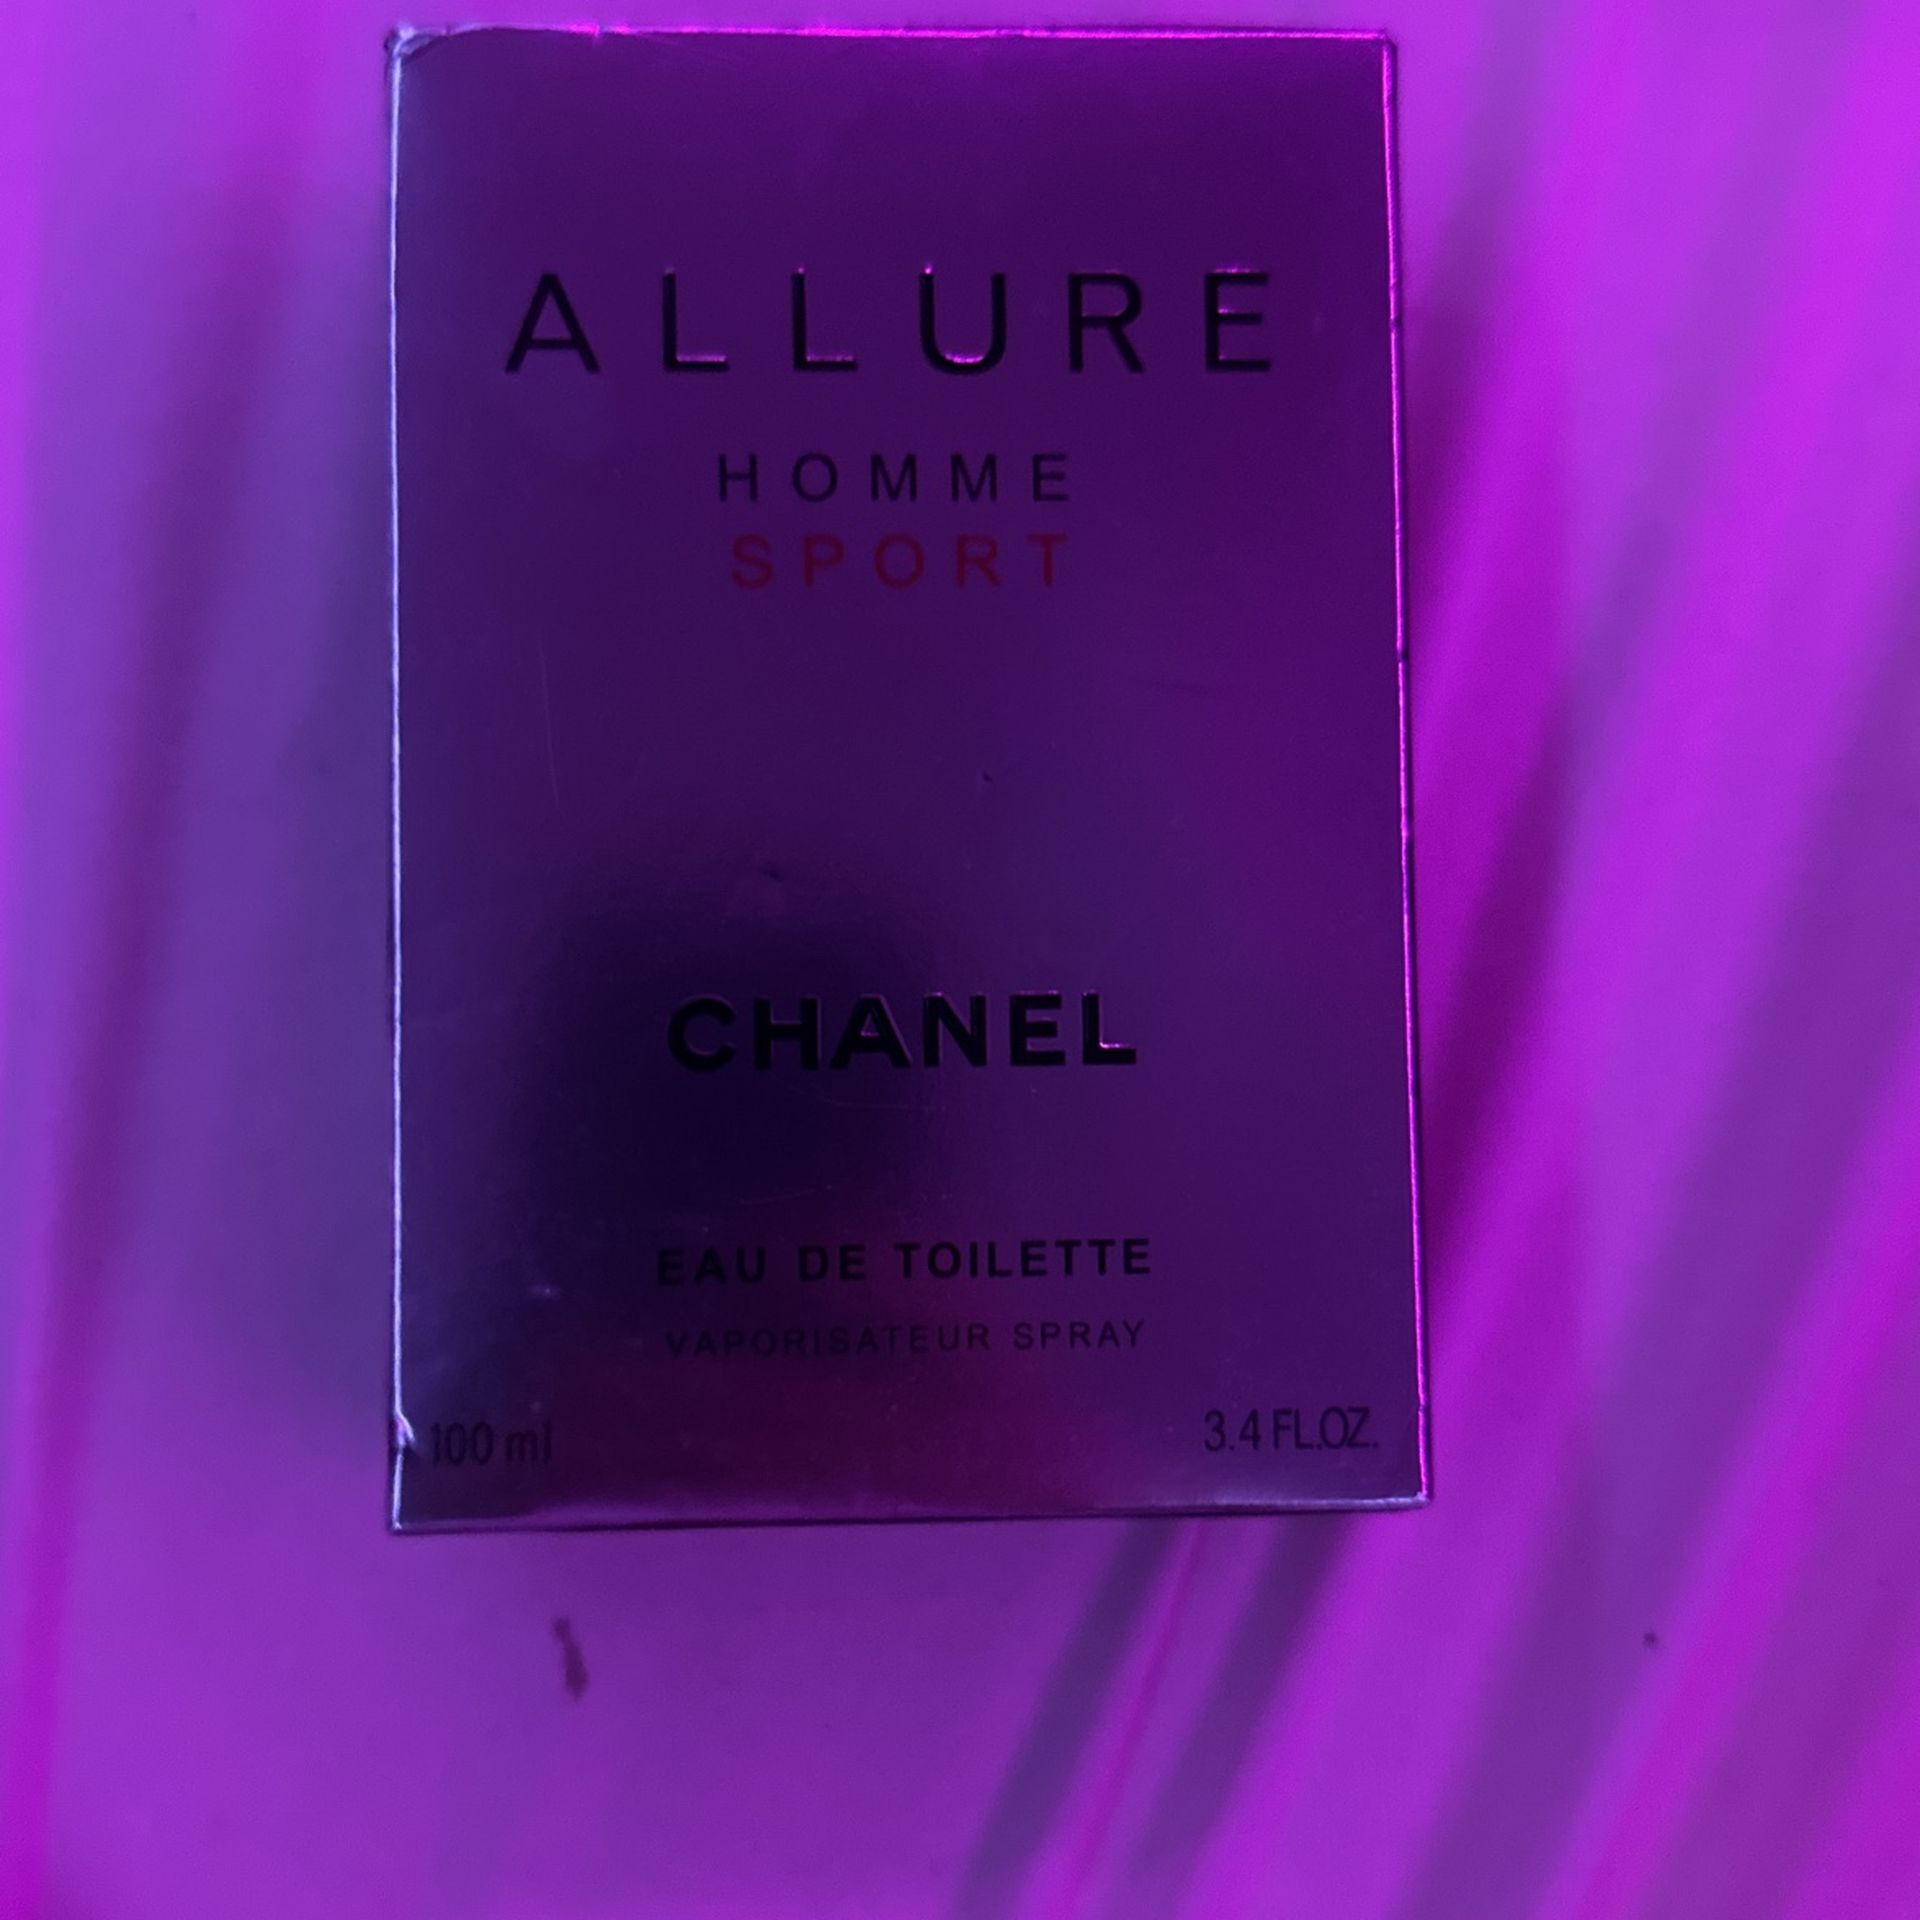 ALLURE
HOMME
SPORT
CHANEL
EAU DE TOILETTE
VAPORISATEUR SPRAY
100 ml 3.4 FL.OZ.